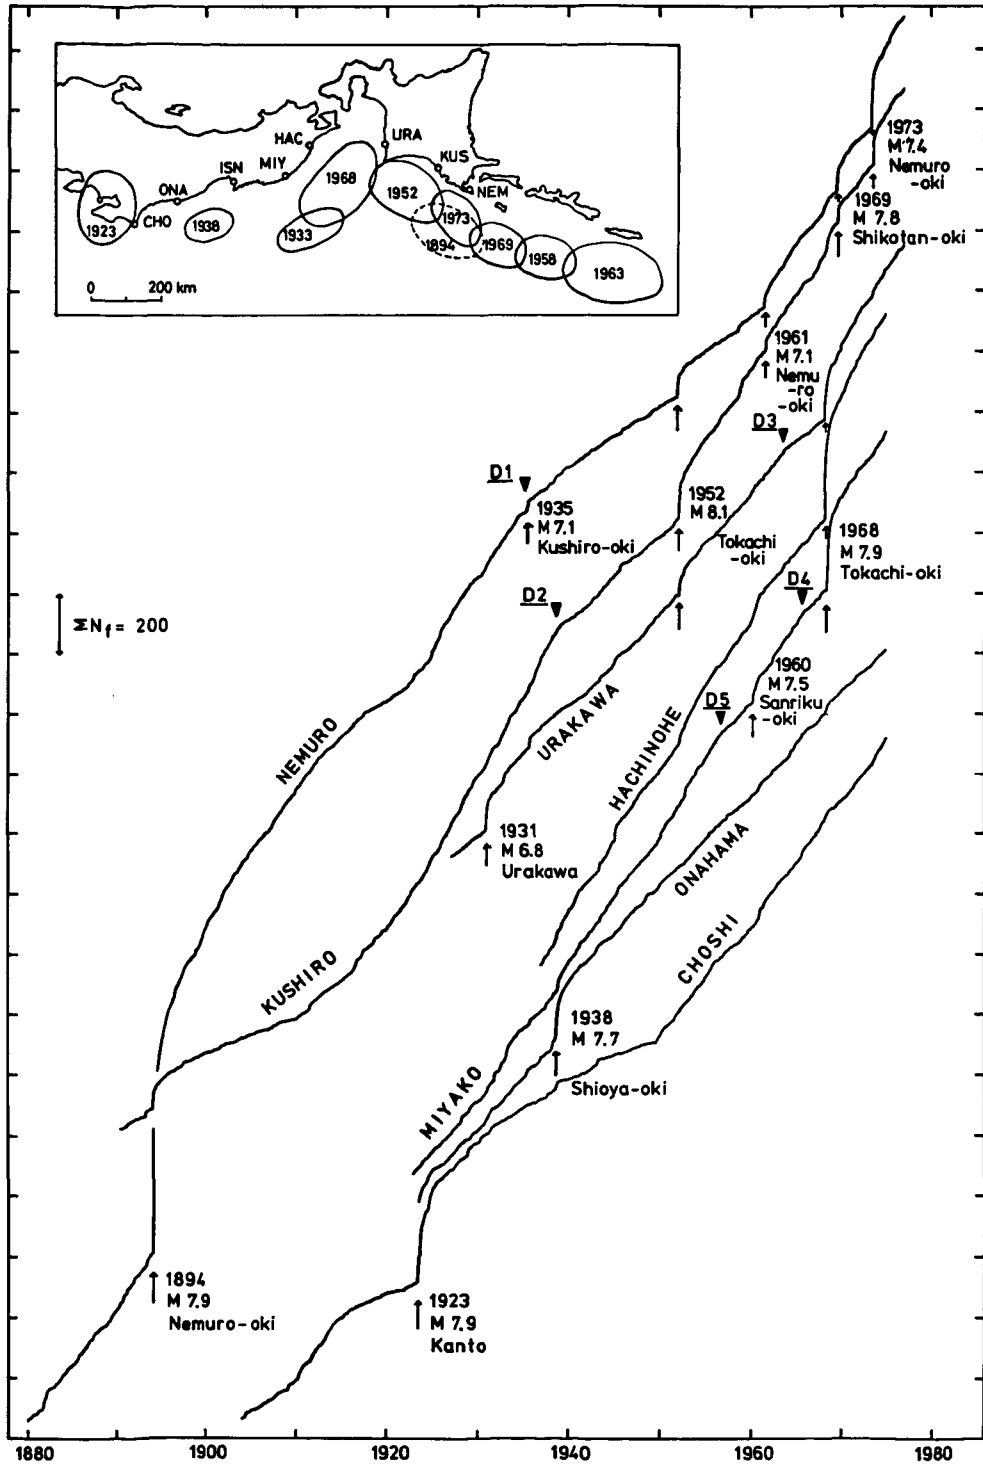 HAC
URA
ISN
MIY
KUS
ONA
NEM
CHO
1923
1938
1933
1968
1952
1973
1894
1969
1958
1963
0 200 km
1973
M 7.4
Nemuro
-oki
1969
M 7.8
Shikotan-oki
1961
M 7.1
Nemu
-ro
-oki
D3
D1
1935
M 7.1
Kushiro-oki
1952
M 8.1
Tokachi
-oki
1968
M 7.9
Tokachi-oki
D2
D4
ΣNf = 200
1960
M 7.5
Sanriku
-oki
D5
NEMURO
URAKAWA
HACHINOHE
1931
M 6.8
Urakawa
ONAHAMA
CHOSHI
KUSHIRO
1938
M 7.7
Shioya-oki
MIYAKO
1894
M 7.9
Nemuro-oki
1923
M 7.9
Kanto
1880 1900 1920 1940 1960 1980